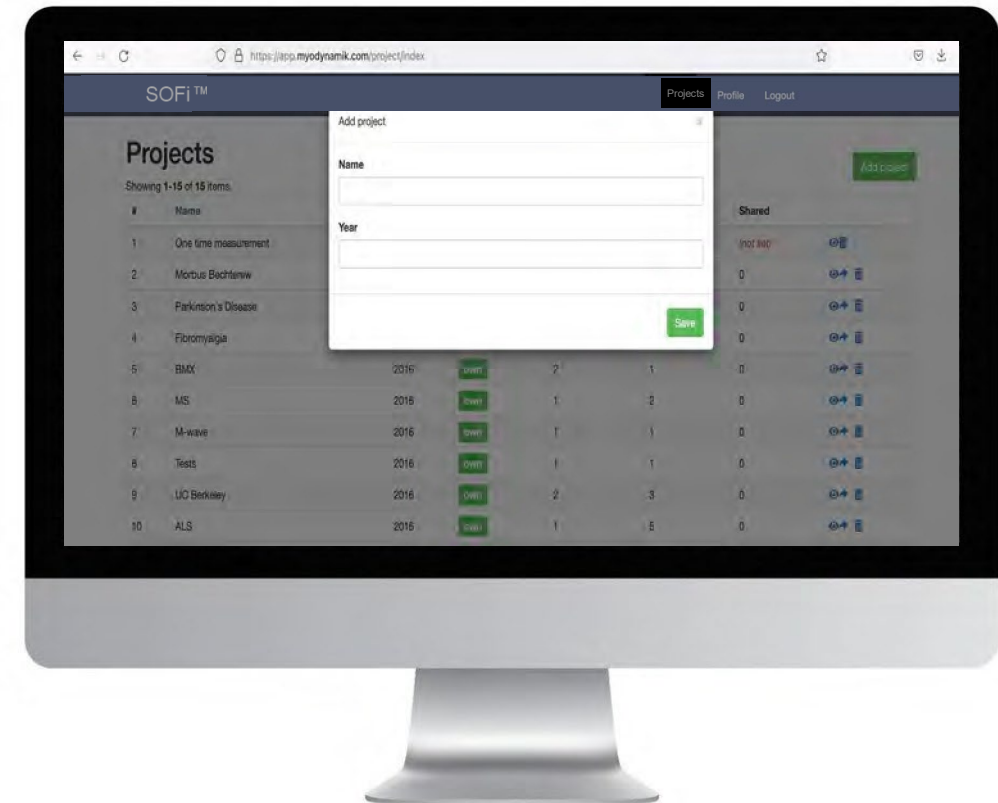 https://app.myodynamik.com/project/index
SOFi™
Projects Profile Logout
Add project
Projects
Add project
Name
Showing 1-15 of 15 items.
Year
# Name Shared
1 One time measurement (not set)
2 Morbus Bechterew 0
3 Parkinson's Disease 0
Save
4 Fibromyalgia 0
5 BMX 2016 own 2 1 0
6 MS 2016 own 1 2 0
7 M-wave 2016 own 1 1 0
8 Tests 2016 own 1 1 0
9 UC Berkeley 2016 own 2 3 0
10 ALS 2016 own 1 5 0